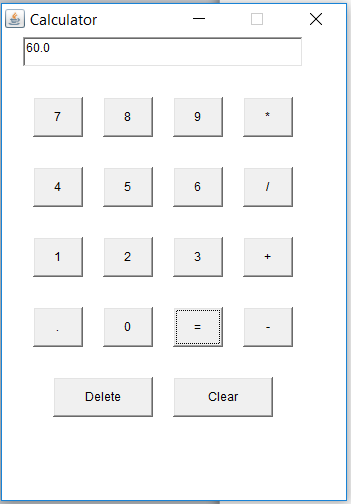 Calculator
60.0
7 8 9 *
4 5 6 /
1 2 3 +
. 0 = -
Delete Clear